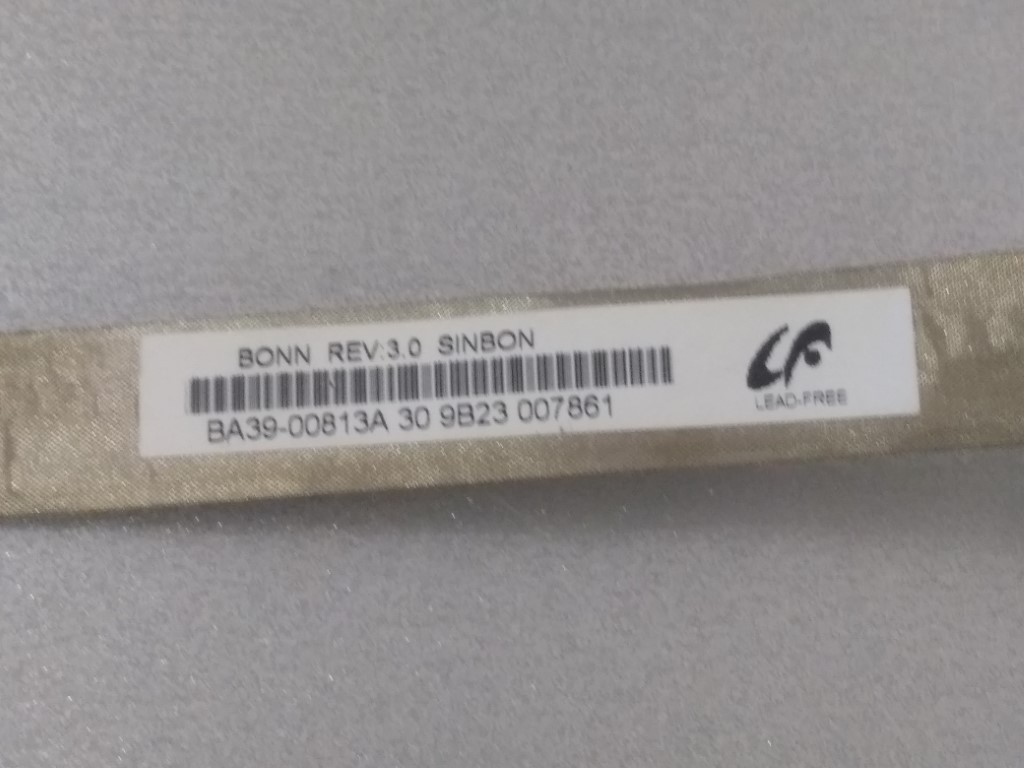 BONN REV:3.0 SINBON
BA39-00813A 30 9B23 007861
LF
LEAD-FREE